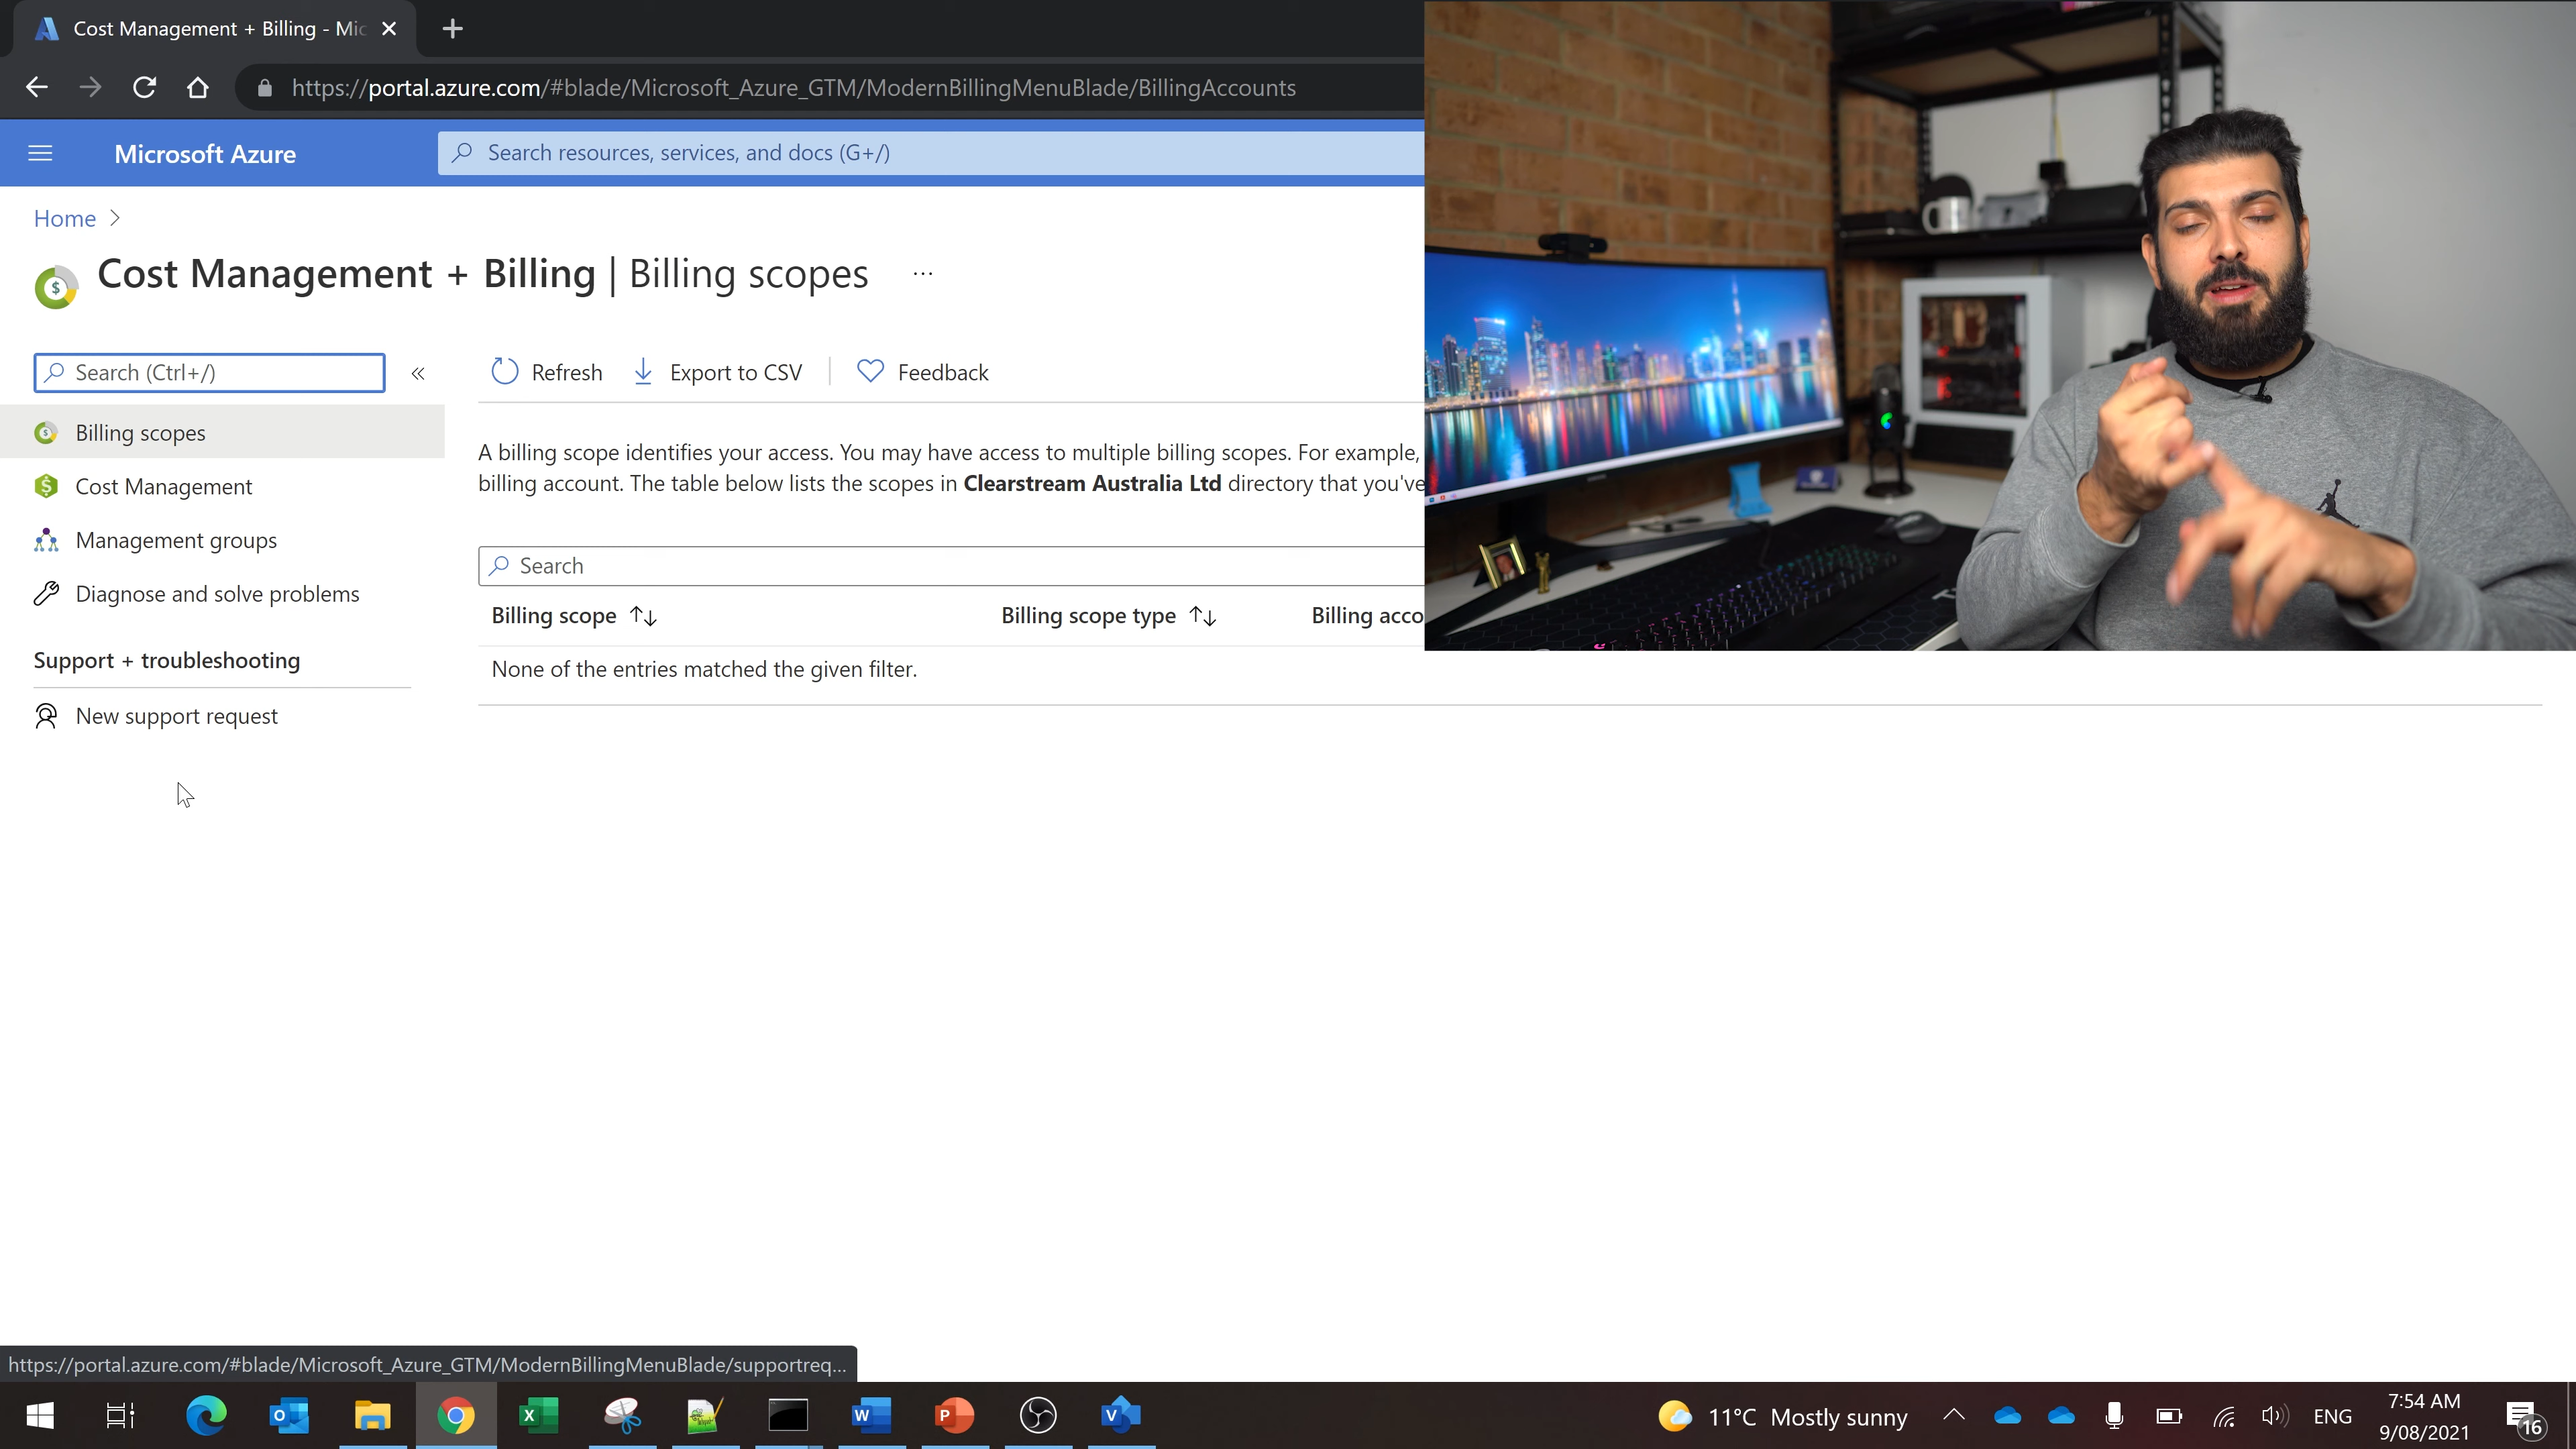 Cost Management + Billing - Mic
https://portal.azure.com/#blade/Microsoft_Azure_GTM/ModernBillingMenuBlade/BillingAccounts
Microsoft Azure
Search resources, services, and docs (G+/)
Home
Cost Management + Billing | Billing scopes ...
Search (Ctrl+/)
«
Refresh
Export to CSV
Feedback
Billing scopes
Cost Management
Management groups
Diagnose and solve problems
Support + troubleshooting
New support request
A billing scope identifies your access. You may have access to multiple billing scopes. For example,
billing account. The table below lists the scopes in Clearstream Australia Ltd directory that you've
Search
Billing scope ↑↓ Billing scope type ↑↓ Billing acco
None of the entries matched the given filter.
https://portal.azure.com/#blade/Microsoft_Azure_GTM/ModernBillingMenuBlade/supportreq...
11°C Mostly sunny
ENG
7:54 AM
9/08/2021
16